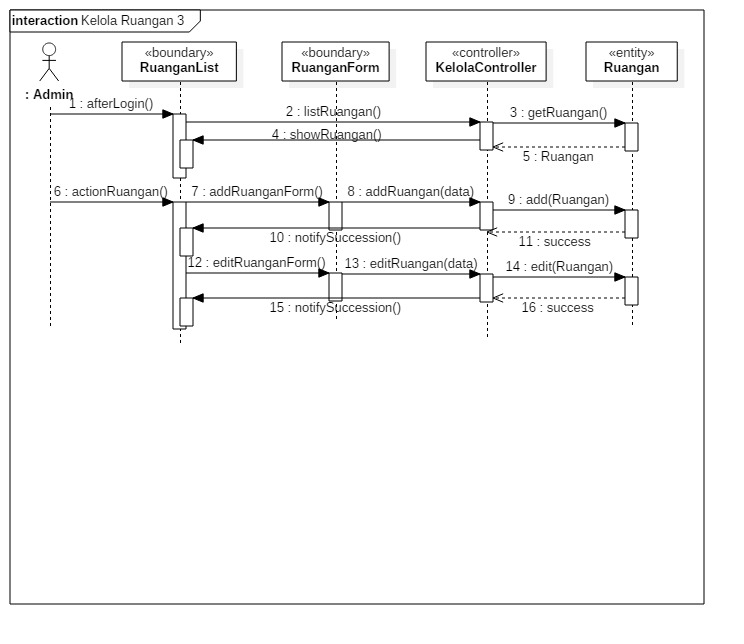 interaction Kelola Ruangan 3
«boundary»
RuanganList
«boundary»
RuanganForm
«controller»
KelolaController
«entity»
Ruangan
: Admin
1 : afterLogin()
2 : listRuangan()
3 : getRuangan()
4 : showRuangan()
5 : Ruangan
6 : actionRuangan()
7 : addRuanganForm()
8 : addRuangan(data)
9 : add(Ruangan)
10 : notifySuccession()
11 : success
12 : editRuanganForm()
13 : editRuangan(data)
14 : edit(Ruangan)
15 : notifySuccession()
16 : success